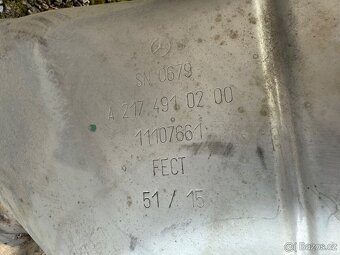 SN 0679
A 217 491 02 00
11107661
FECT
51 / 15
bazos.cz